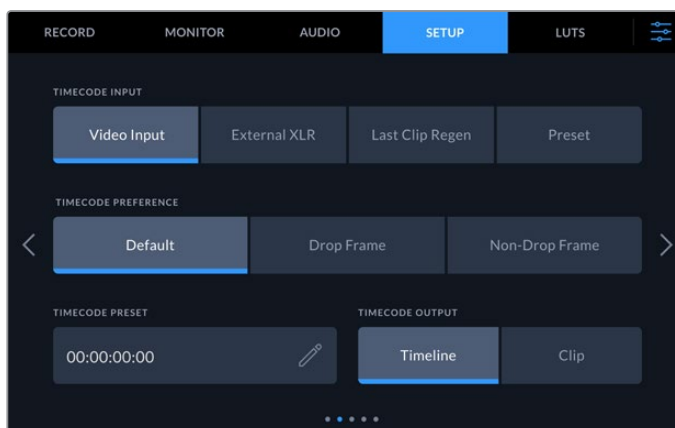 RECORD MONITOR AUDIO SETUP LUTS
TIMECODE INPUT
Video Input External XLR Last Clip Regen Preset
TIMECODE PREFERENCE
Default Drop Frame Non-Drop Frame
TIMECODE PRESET TIMECODE OUTPUT
00:00:00:00 Timeline Clip